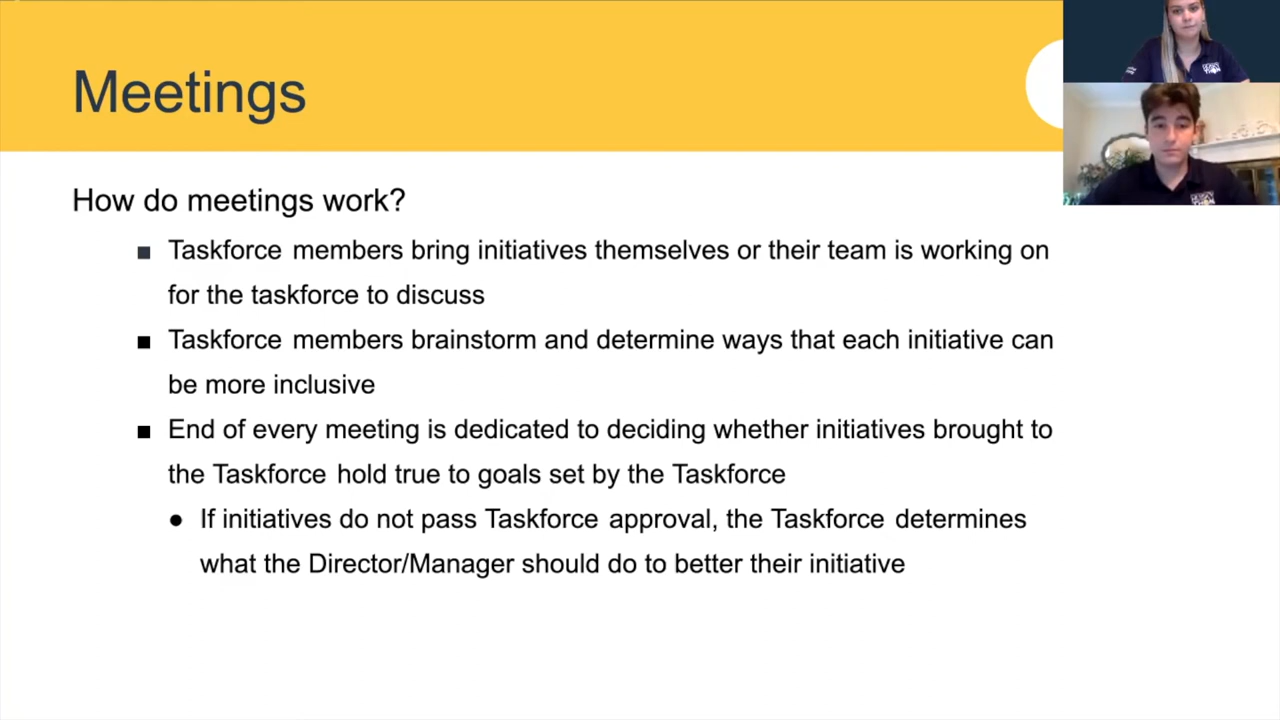 Meetings
How do meetings work?
■ Taskforce members bring initiatives themselves or their team is working on
for the taskforce to discuss
■ Taskforce members brainstorm and determine ways that each initiative can
be more inclusive
■ End of every meeting is dedicated to deciding whether initiatives brought to
the Taskforce hold true to goals set by the Taskforce
● If initiatives do not pass Taskforce approval, the Taskforce determines
what the Director/Manager should do to better their initiative